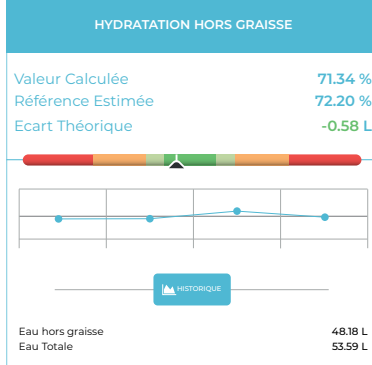 HYDRATATION HORS GRAISSE
Valeur Calculée 71.34 %
Référence Estimée 72.20 %
Ecart Théorique -0.58 L
HISTORIQUE
Eau hors graisse 48.18 L
Eau Totale 53.59 L